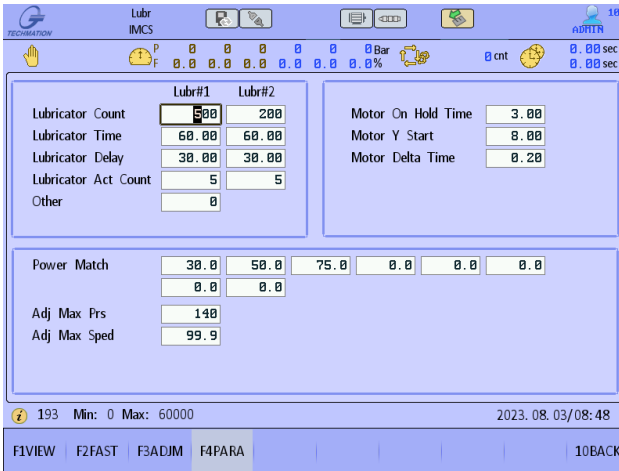 TECHMATION
Lubr
IMCS
10
ADMIN
P 0 0 0 0 0 0 Bar 0 cnt 0.00 sec
F 0.0 0.0 0.0 0.0 0.0 0.0% 0.00 sec
Lubr#1 Lubr#2
Lubricator Count 500 200 Motor On Hold Time 3.00
Lubricator Time 60.00 60.00 Motor Y Start 8.00
Lubricator Delay 30.00 30.00 Motor Delta Time 0.20
Lubricator Act Count 5 5
Other 0
Power Match 30.0 50.0 75.0 0.0 0.0 0.0
0.0 0.0
Adj Max Prs 140
Adj Max Sped 99.9
i 193 Min: 0 Max: 60000 2023. 08. 03/08:48
F1VIEW F2FAST F3ADJM F4PARA 10BACK